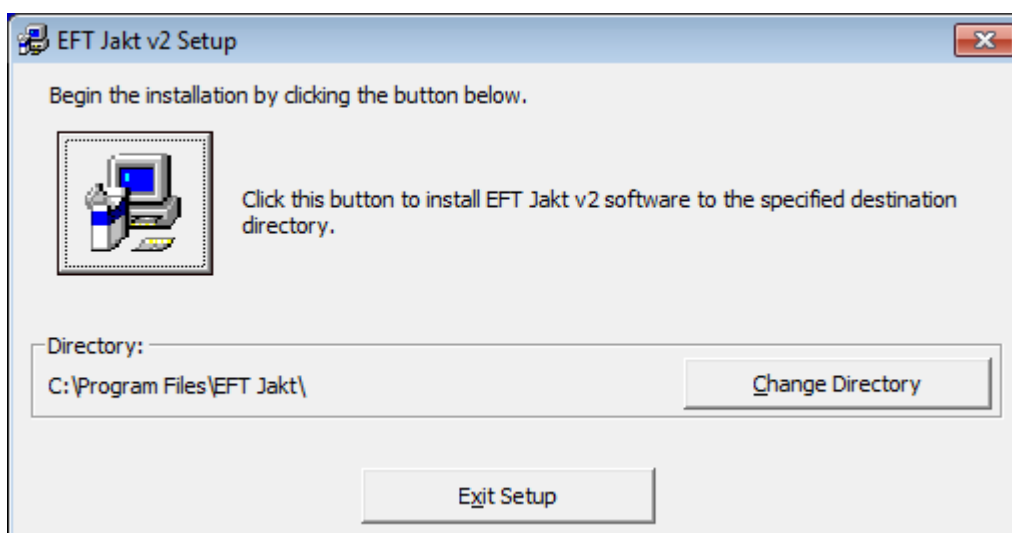 EFT Jakt v2 Setup
Begin the installation by clicking the button below.
Click this button to install EFT Jakt v2 software to the specified destination
directory.
Directory:
C:\Program Files\EFT Jakt\
Change Directory
Exit Setup